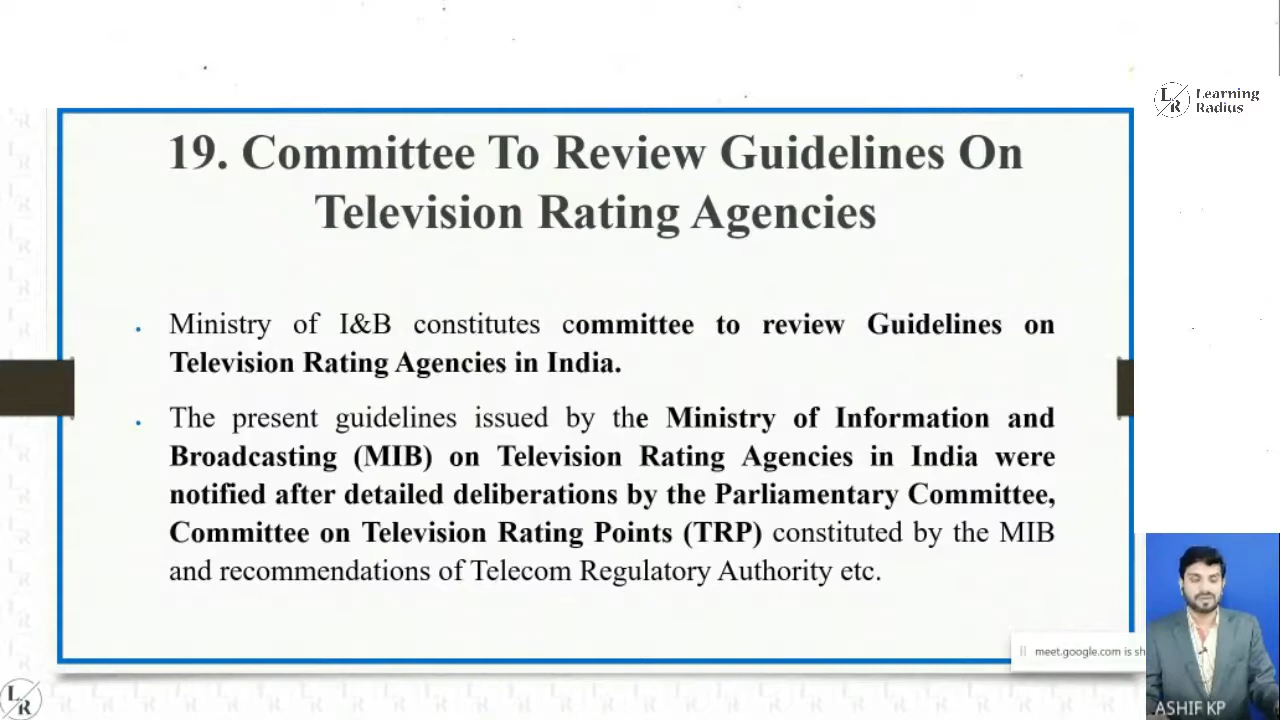 19. Committee To Review Guidelines On
Television Rating Agencies
LR Learning
Radius
Ministry of I&B constitutes committee to review Guidelines on
Television Rating Agencies in India.
The present guidelines issued by the Ministry of Information and
Broadcasting (MIB) on Television Rating Agencies in India were
notified after detailed deliberations by the Parliamentary Committee,
Committee on Television Rating Points (TRP) constituted by the MIB
and recommendations of Telecom Regulatory Authority etc.
meet.google.com is sh
ASHIF KP
LR